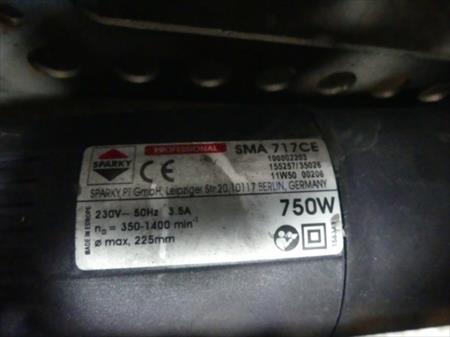 SPARKY
PROFESSIONAL SMA 717CE
CE
190002203
155257/35026
11W50 00206
SPARKY PT GmbH, Leipziger Str.20,10117 BERLIN, GERMANY
MADE IN EUROPE
230V~ 50Hz 3.5A
750W
n₀ = 350-1400 min⁻¹
ø max. 225mm